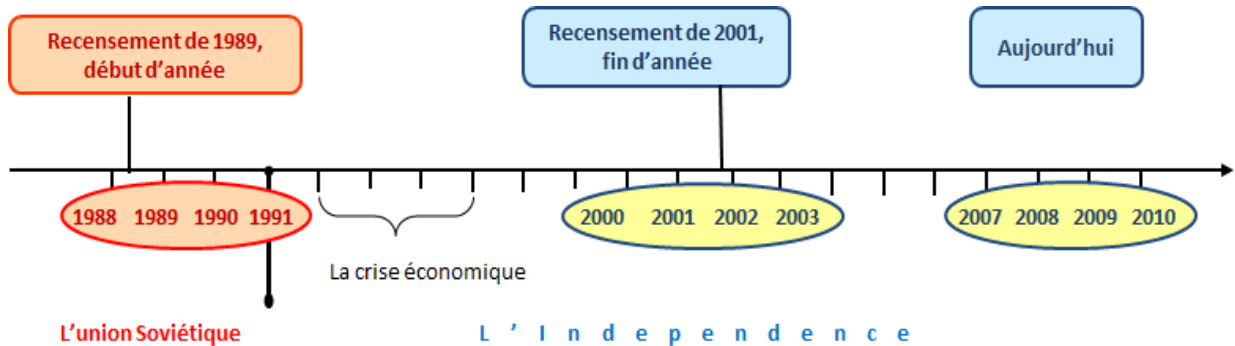 Recensement de 1989,
début d'année
Recensement de 2001,
fin d'année
Aujourd'hui
1988 1989 1990 1991
2000 2001 2002 2003
2007 2008 2009 2010
La crise économique
L'union Soviétique
L ' I n d e p e n d e n c e